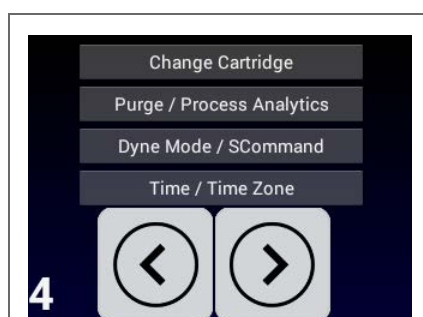 Change Cartridge
Purge / Process Analytics
Dyne Mode / SCommand
Time / Time Zone
4